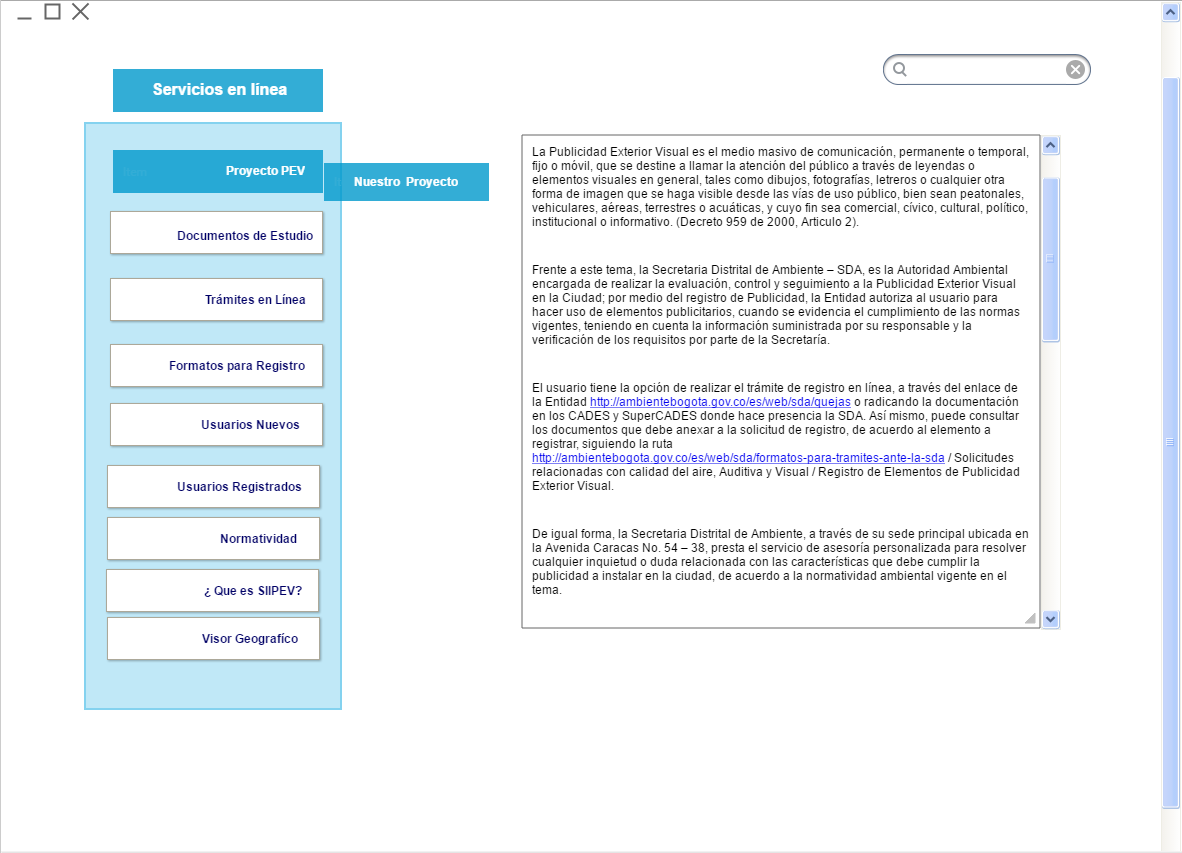 Servicios en línea
Proyecto PEV
Nuestro Proyecto
Documentos de Estudio
Trámites en Línea
Formatos para Registro
Usuarios Nuevos
Usuarios Registrados
Normatividad
¿ Que es SIIPEV?
Visor Geografíco
La Publicidad Exterior Visual es el medio masivo de comunicación, permanente o temporal,
fijo o móvil, que se destine a llamar la atención del público a través de leyendas o
elementos visuales en general, tales como dibujos, fotografías, letreros o cualquier otra
forma de imagen que se haga visible desde las vías de uso público, bien sean peatonales,
vehiculares, aéreas, terrestres o acuáticas, y cuyo fin sea comercial, cívico, cultural, político,
institucional o informativo. (Decreto 959 de 2000, Articulo 2).
Frente a este tema, la Secretaria Distrital de Ambiente – SDA, es la Autoridad Ambiental
encargada de realizar la evaluación, control y seguimiento a la Publicidad Exterior Visual
en la Ciudad; por medio del registro de Publicidad, la Entidad autoriza al usuario para
hacer uso de elementos publicitarios, cuando se evidencia el cumplimiento de las normas
vigentes, teniendo en cuenta la información suministrada por su responsable y la
verificación de los requisitos por parte de la Secretaría.
El usuario tiene la opción de realizar el trámite de registro en línea, a través del enlace de
la Entidad http://ambientebogota.gov.co/es/web/sda/quejas o radicando la documentación
en los CADES y SuperCADES donde hace presencia la SDA. Así mismo, puede consultar
los documentos que debe anexar a la solicitud de registro, de acuerdo al elemento a
registrar, siguiendo la ruta
http://ambientebogota.gov.co/es/web/sda/formatos-para-tramites-ante-la-sda / Solicitudes
relacionadas con calidad del aire, Auditiva y Visual / Registro de Elementos de Publicidad
Exterior Visual.
De igual forma, la Secretaria Distrital de Ambiente, a través de su sede principal ubicada en
la Avenida Caracas No. 54 – 38, presta el servicio de asesoría personalizada para resolver
cualquier inquietud o duda relacionada con las características que debe cumplir la
publicidad a instalar en la ciudad, de acuerdo a la normatividad ambiental vigente en el
tema.